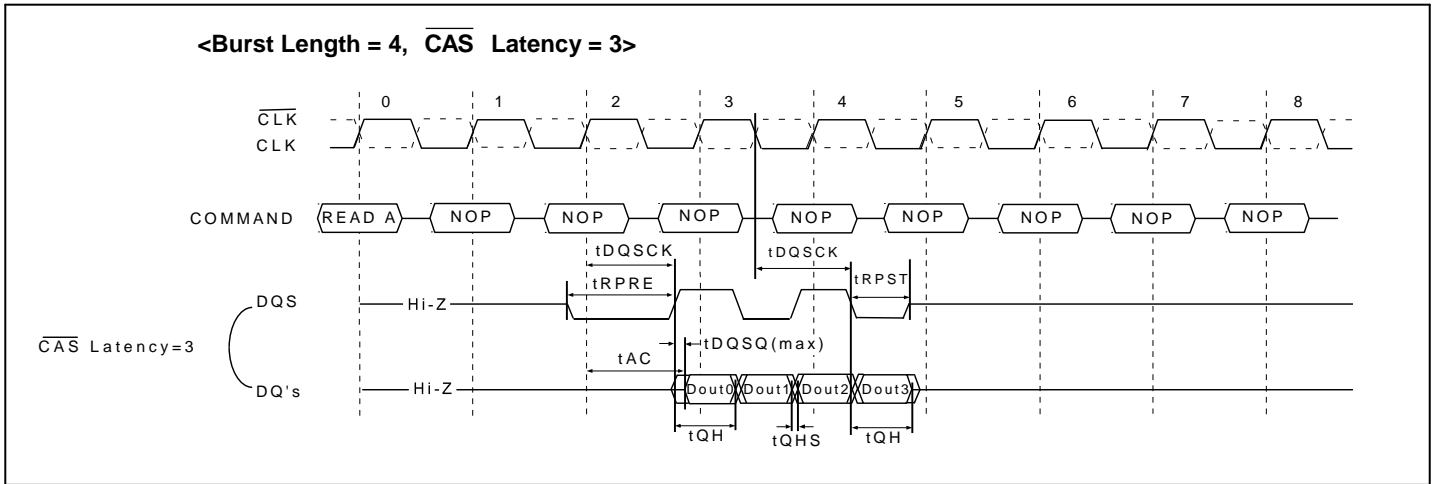 <Burst Length = 4, CAS Latency = 3>
0 1 2 3 4 5 6 7 8
CLK
CLK
COMMAND READ A NOP NOP NOP NOP NOP NOP NOP NOP
tDQSCK tDQSCK
tRPRE tRPST
DQS Hi-Z
tDQSQ(max)
CAS Latency=3
tAC
DQ's Hi-Z Dout0 Dout1 Dout2 Dout3
tQH tQHS tQH